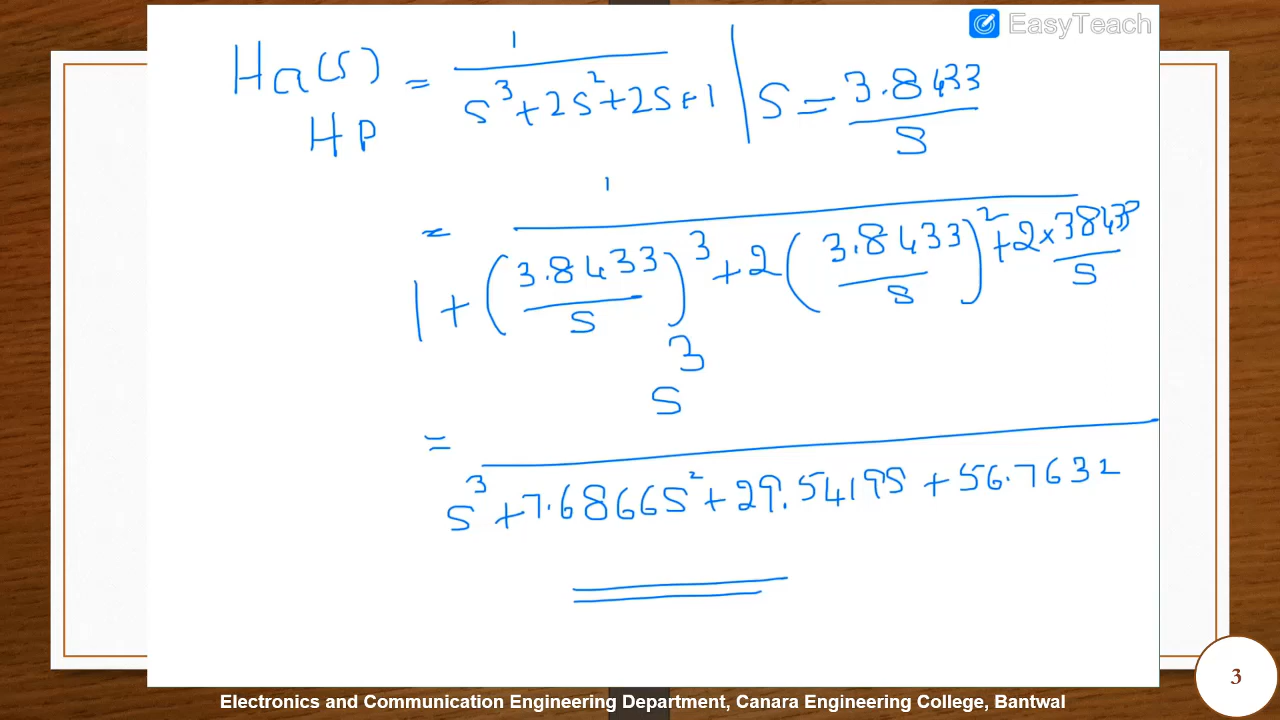 EasyTeach
Ha(s) = 1 / (s³ + 2s² + 2s + 1) | s = 3.8433 / s
HP
= 1 / (1 + (3.8433 / s)³ + 2(3.8433 / s)² + 2 × 3.8433 / s)
= s³ / (s³ + 7.6866s² + 29.5419s + 56.7632)
3
Electronics and Communication Engineering Department, Canara Engineering College, Bantwal